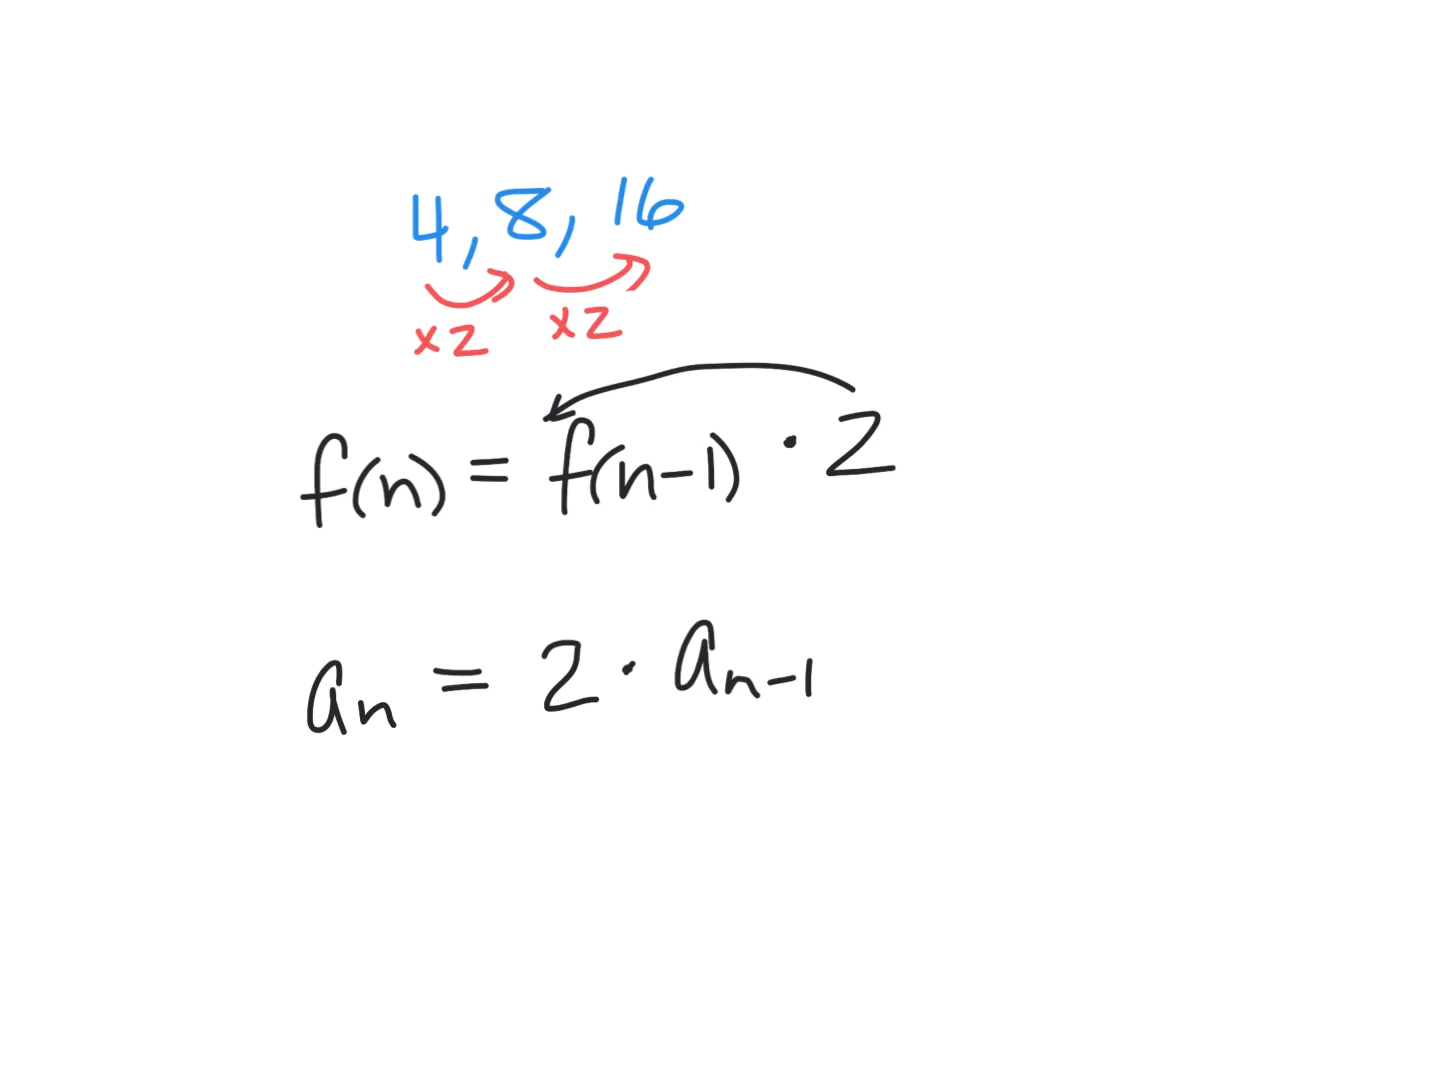 4, 8, 16
x2 x2
f(n) = f(n-1) · 2
aₙ = 2 · aₙ₋₁